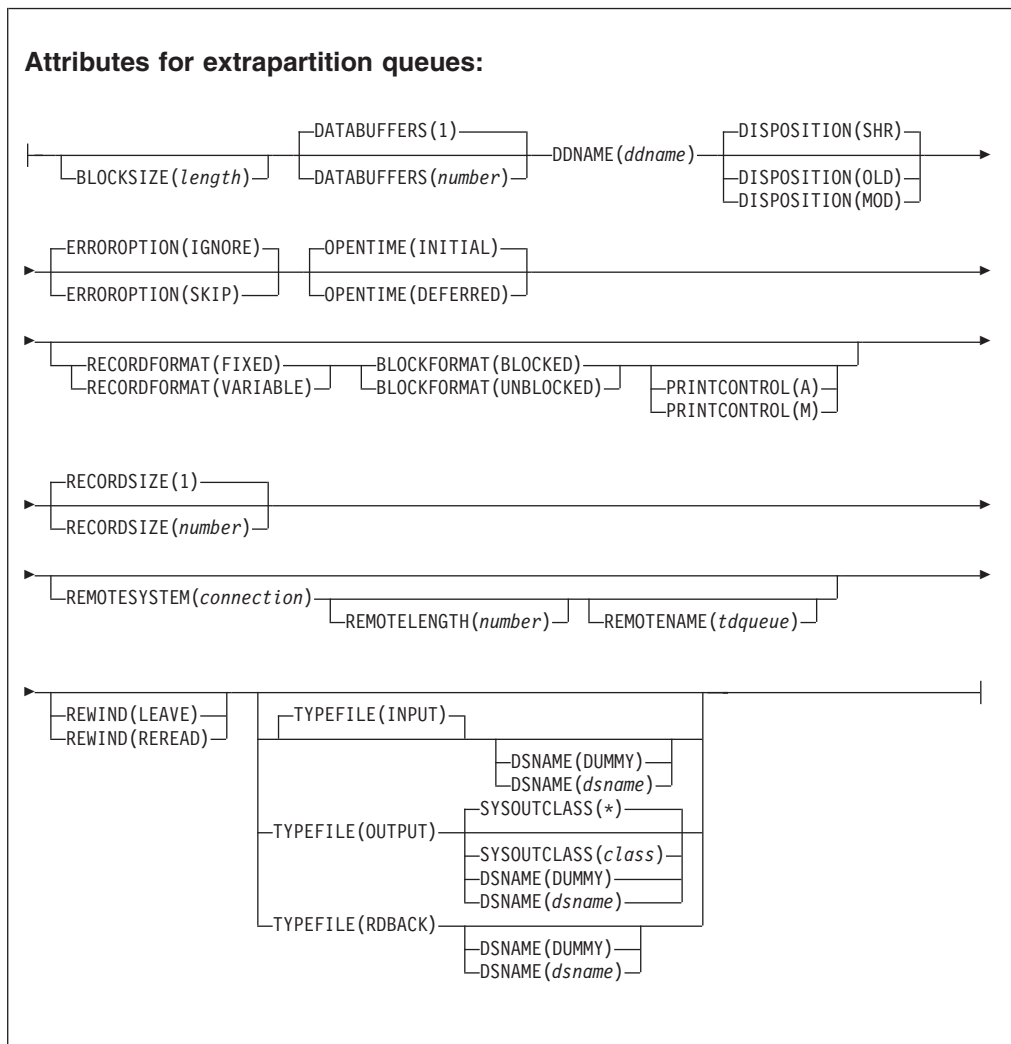 Attributes for extrapartition queues:
DATABUFFERS(1) DISPOSITION(SHR)
DDNAME(ddname)
BLOCKSIZE(length) DATABUFFERS(number) DISPOSITION(OLD)
DISPOSITION(MOD)
ERROROPTION(IGNORE) OPENTIME(INITIAL)
ERROROPTION(SKIP) OPENTIME(DEFERRED)
RECORDFORMAT(FIXED) BLOCKFORMAT(BLOCKED)
RECORDFORMAT(VARIABLE) BLOCKFORMAT(UNBLOCKED) PRINTCONTROL(A)
PRINTCONTROL(M)
RECORDSIZE(1)
RECORDSIZE(number)
REMOTESYSTEM(connection)
REMOTELENGTH(number) REMOTENAME(tdqueue)
REWIND(LEAVE) TYPEFILE(INPUT)
REWIND(REREAD)
DSNAME(DUMMY)
DSNAME(dsname)
SYSOUTCLASS(*)
TYPEFILE(OUTPUT)
SYSOUTCLASS(class)
DSNAME(DUMMY)
DSNAME(dsname)
TYPEFILE(RDBACK)
DSNAME(DUMMY)
DSNAME(dsname)